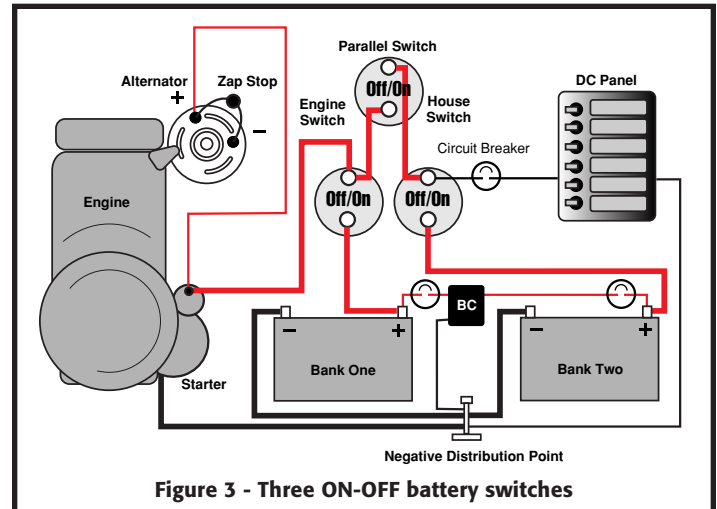 Parallel Switch
Alternator
Zap Stop
DC Panel
+
Off/On
Engine
Switch
House
Switch
–
Circuit Breaker
Engine
Off/On
Off/On
BC
–
+
–
+
Bank One
Bank Two
Starter
Negative Distribution Point
Figure 3 - Three ON-OFF battery switches